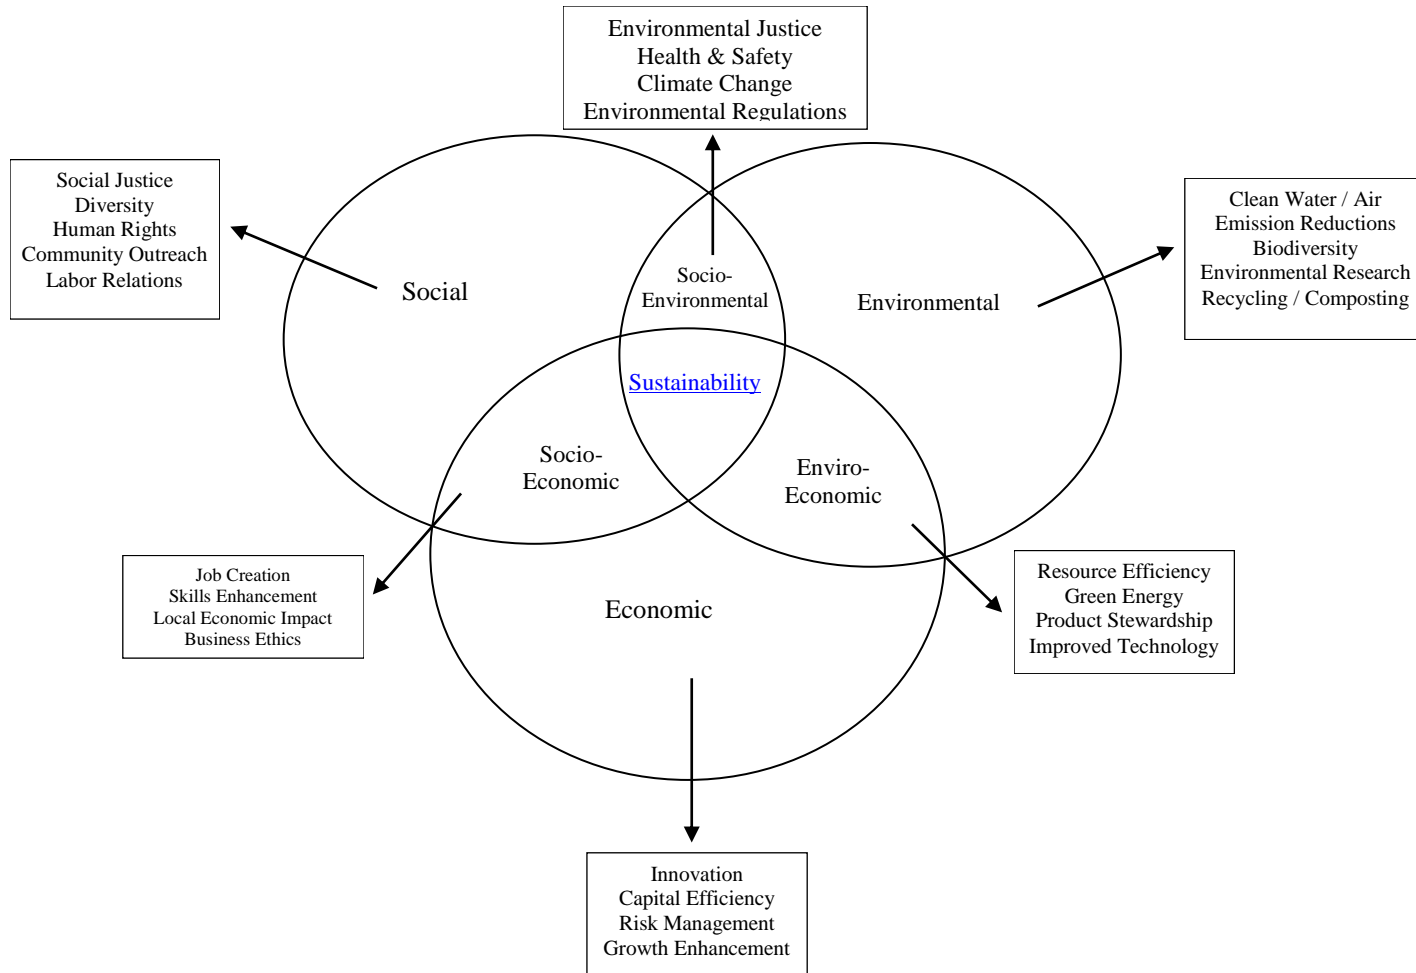 Environmental Justice
Health & Safety
Climate Change
Environmental Regulations
Social Justice
Diversity
Human Rights
Community Outreach
Labor Relations
Clean Water / Air
Emission Reductions
Biodiversity
Environmental Research
Recycling / Composting
Social
Socio-
Environmental
Environmental
Sustainability
Socio-
Economic
Enviro-
Economic
Job Creation
Skills Enhancement
Local Economic Impact
Business Ethics
Economic
Resource Efficiency
Green Energy
Product Stewardship
Improved Technology
Innovation
Capital Efficiency
Risk Management
Growth Enhancement